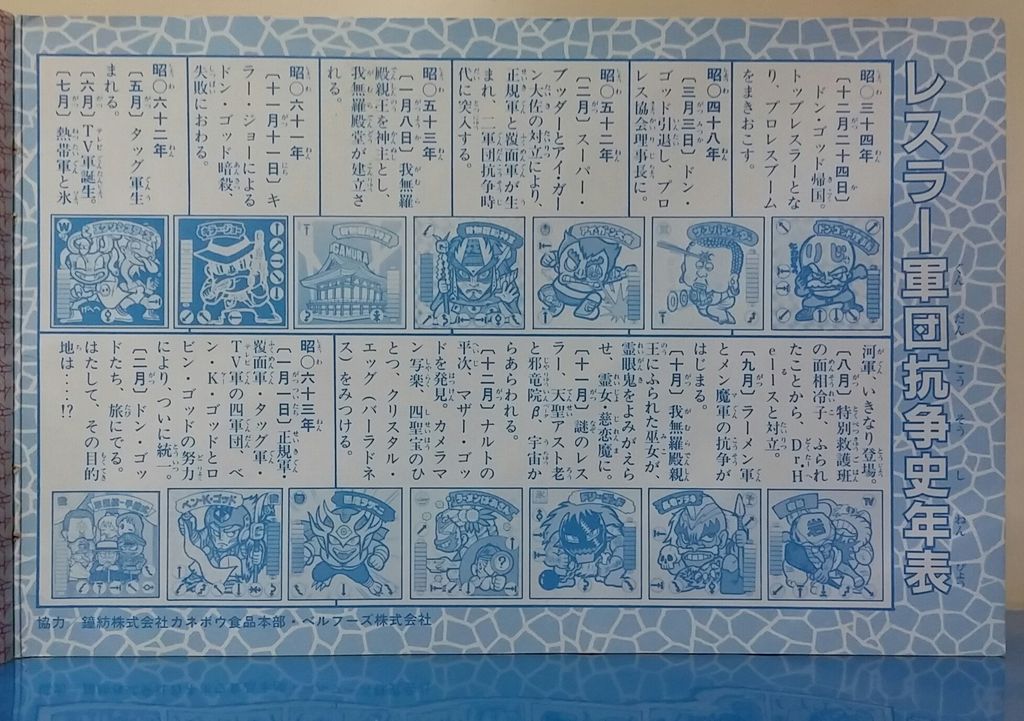 レスラー軍団抗争史年表
昭〇三十四年
〔十二月二十四日〕
ドン・ゴッド帰国。
トップレスラーとな
り、プロレスブーム
をまきおこす。
昭〇四十八年
〔三月三日〕ドン・
ゴッド引退し、プロ
レス協会理事長に。
昭〇五十二年
〔二月〕スーパー・
ブッダーとアイ・ガー
ン大佐の対立により、
正規軍と覆面軍が生
まれ、二軍団抗争時
代に突入する。
昭〇五十三年
〔一月八日〕我無羅
殿親王を神主とし、
我無羅殿堂が建立さ
れる。
昭〇六十一年
〔十一月十一日〕キ
ラー・ジョーによる
ドン・ゴッド暗殺、
失敗におわる。
昭〇六十二年
〔五月〕タッグ軍生
まれる。
〔六月〕TV軍誕生。
〔七月〕熱帯軍と氷
河軍、いきなり登場。
〔八月〕特別救護班
の面相冷子、ふられ
たことから、Dr.H
eールースと対立。
〔九月〕ラーメン軍
とメン魔軍の抗争が
はじまる。
〔十月〕我無羅殿親
王にふられた巫女が、
霊眼鬼をよみがえら
せ、霊女・慈恋魔に。
〔十一月〕謎のレス
ラー、天聖アスト老
と邪竜院β、宇宙か
らあらわれる。
〔十二月〕ナルトの
平次、マザー・ゴッ
ドを発見。カメラマ
ン写楽、四聖宝のひ
とつ、クリスタル・
エッグ(バーラドネ
ス)をみつける。
昭〇六十三年
〔一月一日〕正規軍・
覆面軍・タッグ軍・
TV軍の四軍団、ベ
ン・K・ゴッドとロ
ビン・ゴッドの努力
により、ついに統一。
〔二月〕ドン・ゴッ
ドたち、旅にでる。
はたして、その目的
地は…!?
GAMURA
TV
協力 鐘紡株式会社カネボウ食品本部・ベルフーズ株式会社